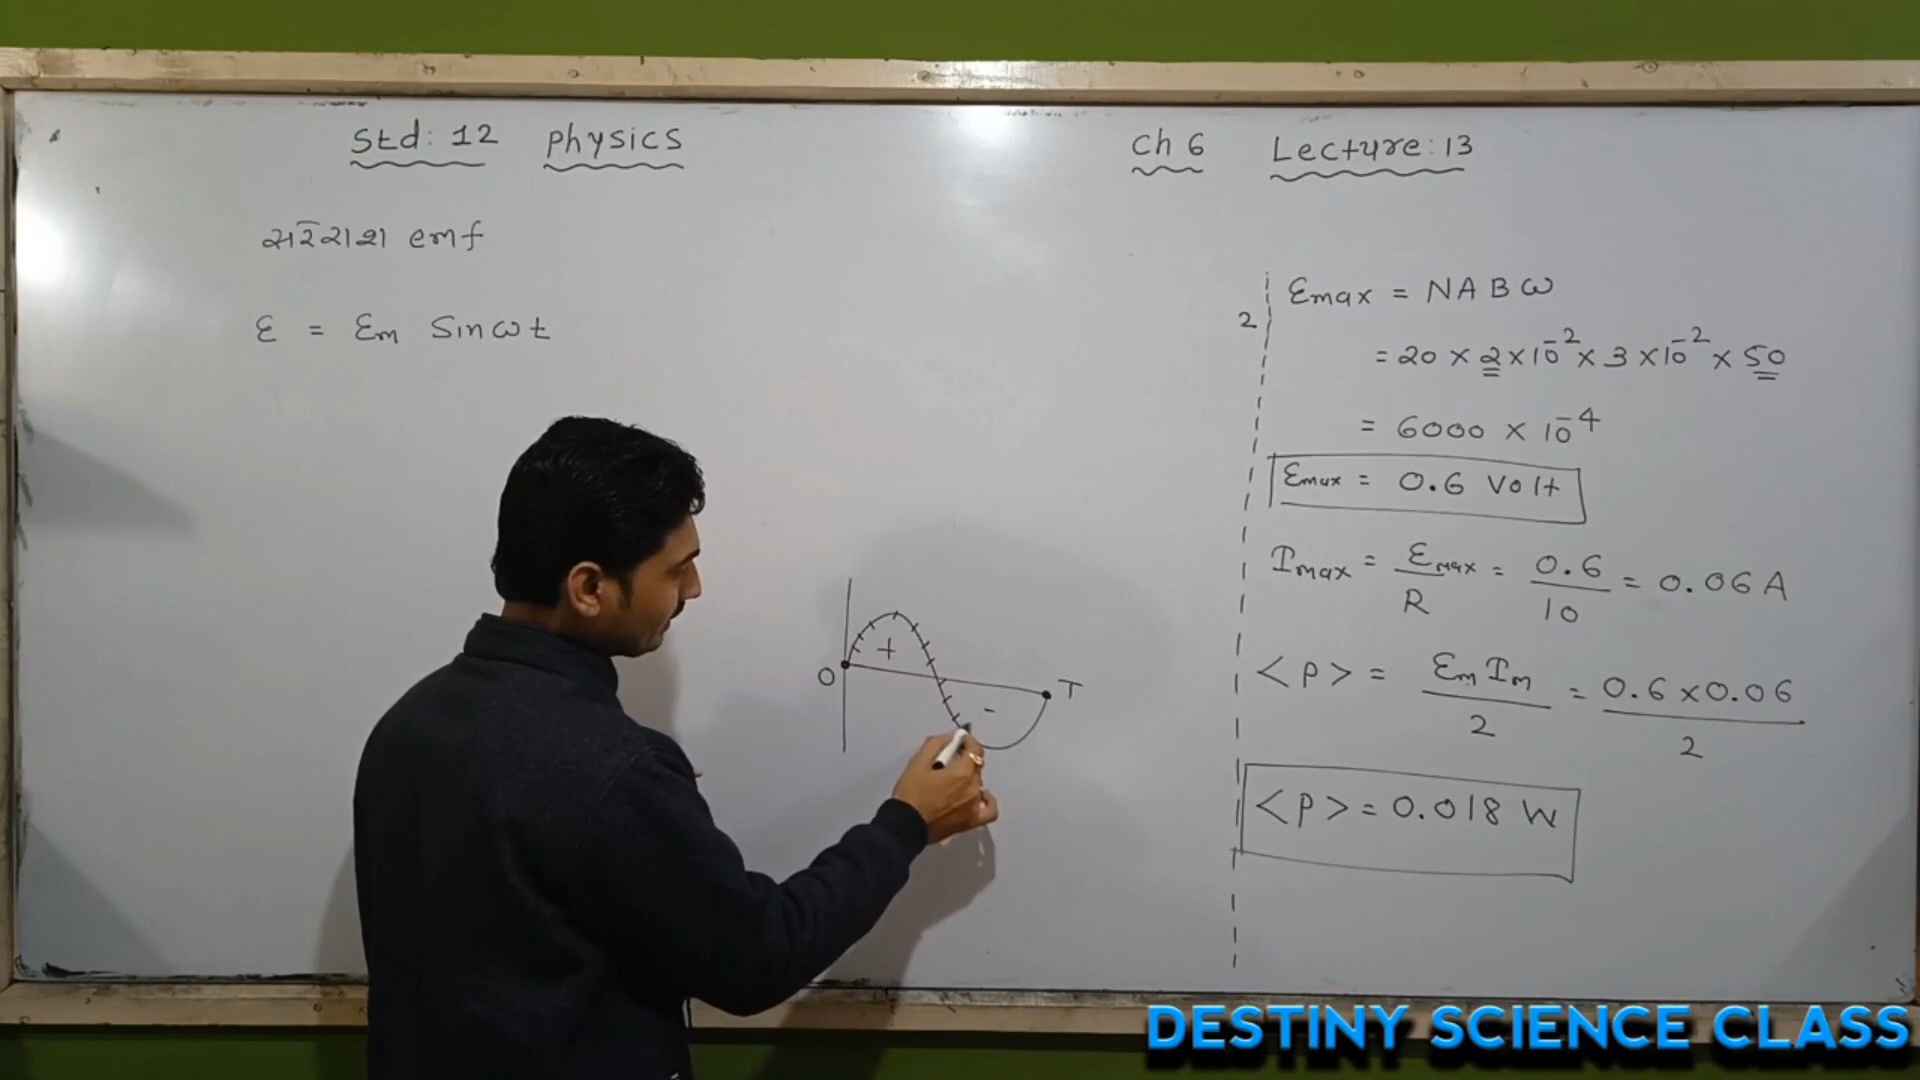 Std: 12 Physics
Ch 6 Lecture: 13
સરેરાશ emf
ε = εm Sinωt
O
+
-
T
2
εmax = NABω
= 20 × 2 × 10⁻² × 3 × 10⁻² × 50
= 6000 × 10⁻⁴
εmax = 0.6 Volt
Imax = εmax / R = 0.6 / 10 = 0.06 A
<P> = εm Im / 2 = 0.6 × 0.06 / 2
<P> = 0.018 W
DESTINY SCIENCE CLASS